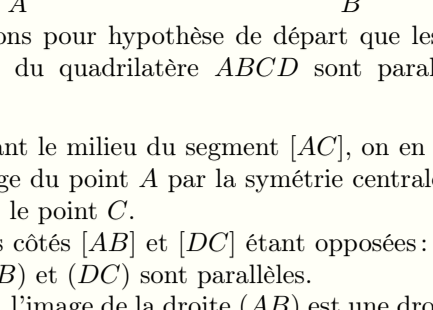 A B
ons pour hypothèse de départ que les
du quadrilatère ABCD sont paral
ant le milieu du segment [AC], on en
ge du point A par la symétrie centrale
le point C.
s côtés [AB] et [DC] étant opposées :
B) et (DC) sont parallèles.
l'image de la droite (AB) est une dro